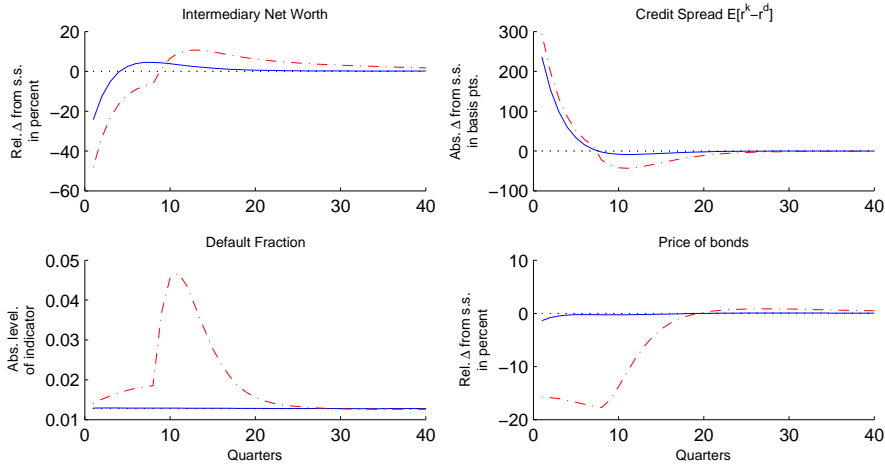 Intermediary Net Worth
Rel. Δ from s.s.
in percent
20
0
−20
−40
−60
0 10 20 30 40
Credit Spread E[r^k−r^d]
Abs. Δ from s.s.
in basis pts.
300
200
100
0
−100
0 10 20 30 40
Default Fraction
Abs. level.
of indicator
0.05
0.04
0.03
0.02
0.01
0 10 20 30 40
Quarters
Price of bonds
Rel. Δ from s.s.
in percent
10
0
−10
−20
0 10 20 30 40
Quarters